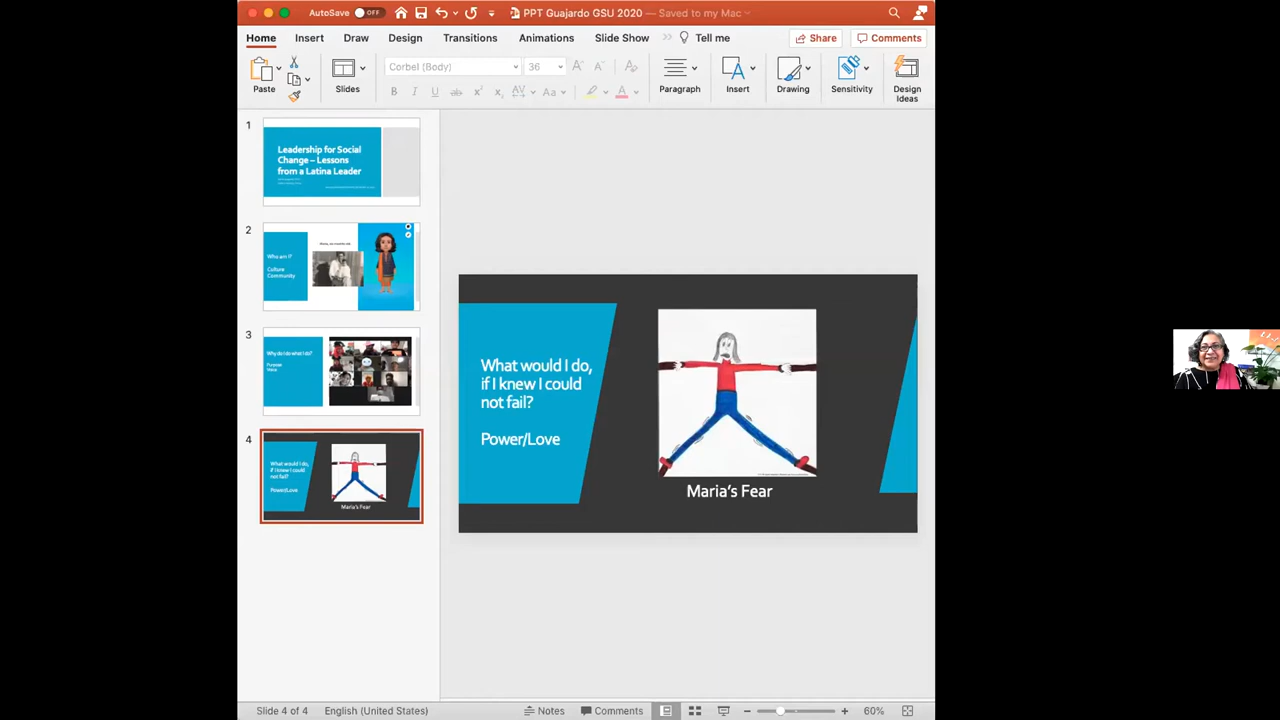 AutoSave OFF
PPT Guajardo GSU 2020 — Saved to my Mac
Home Insert Draw Design Transitions Animations Slide Show Tell me Share Comments
Corbel (Body) 36
Paste Slides Paragraph Insert Drawing Sensitivity Design
Ideas
1
Leadership for Social
Change – Lessons
from a Latina Leader
2
Who am I?
Culture
Community
3
Why do I do what I do?
Purpose
4
What would I do,
if I knew I could
not fail?
Power/Love
Maria's Fear
What would I do,
if I knew I could
not fail?
Power/Love
Maria's Fear
Slide 4 of 4 English (United States) Notes Comments 60%